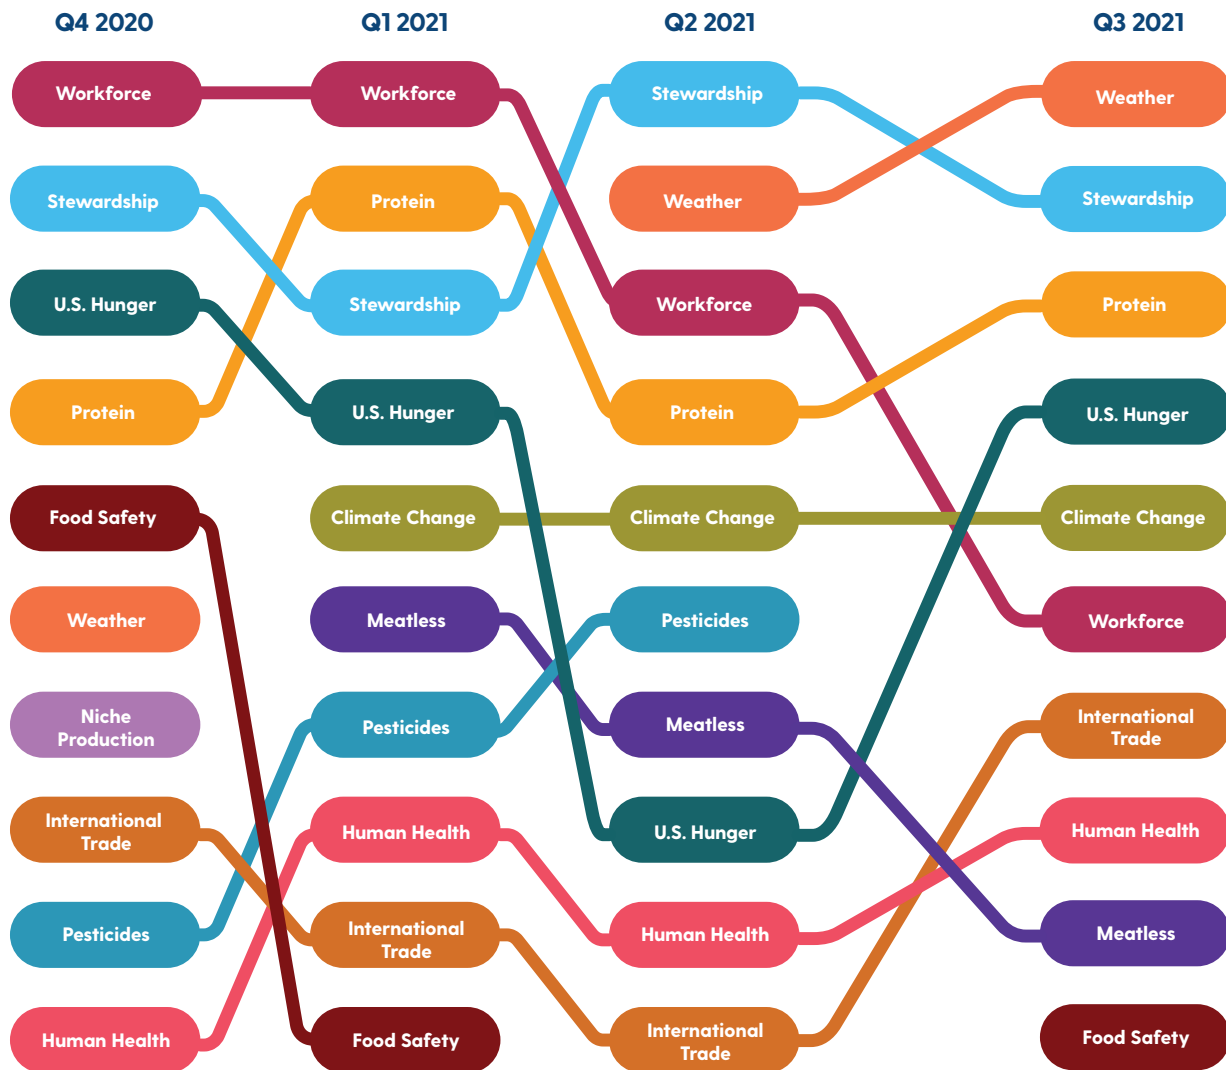 Q4 2020
Q1 2021
Q2 2021
Q3 2021
Workforce
Workforce
Stewardship
Weather
Stewardship
Protein
Weather
Stewardship
U.S. Hunger
Stewardship
Workforce
Protein
Protein
U.S. Hunger
Protein
U.S. Hunger
Food Safety
Climate Change
Climate Change
Climate Change
Weather
Meatless
Pesticides
Workforce
Niche
Production
Pesticides
Meatless
International
Trade
International
Trade
Human Health
U.S. Hunger
Human Health
Pesticides
International
Trade
Human Health
Meatless
Human Health
Food Safety
International
Trade
Food Safety